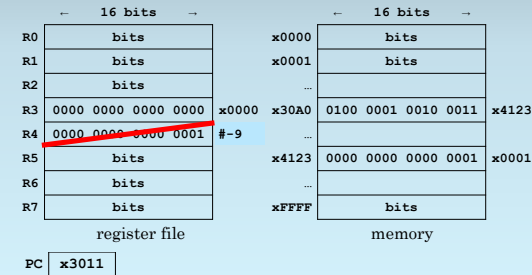 ← 16 bits → ← 16 bits →
R0 bits x0000 bits
R1 bits x0001 bits
R2 bits …
R3 0000 0000 0000 0000 x0000 x30A0 0100 0001 0010 0011 x4123
R4 0000 0000 0000 0001 #-9 …
R5 bits x4123 0000 0000 0000 0001 x0001
R6 bits …
R7 bits xFFFF bits
register file memory
PC x3011